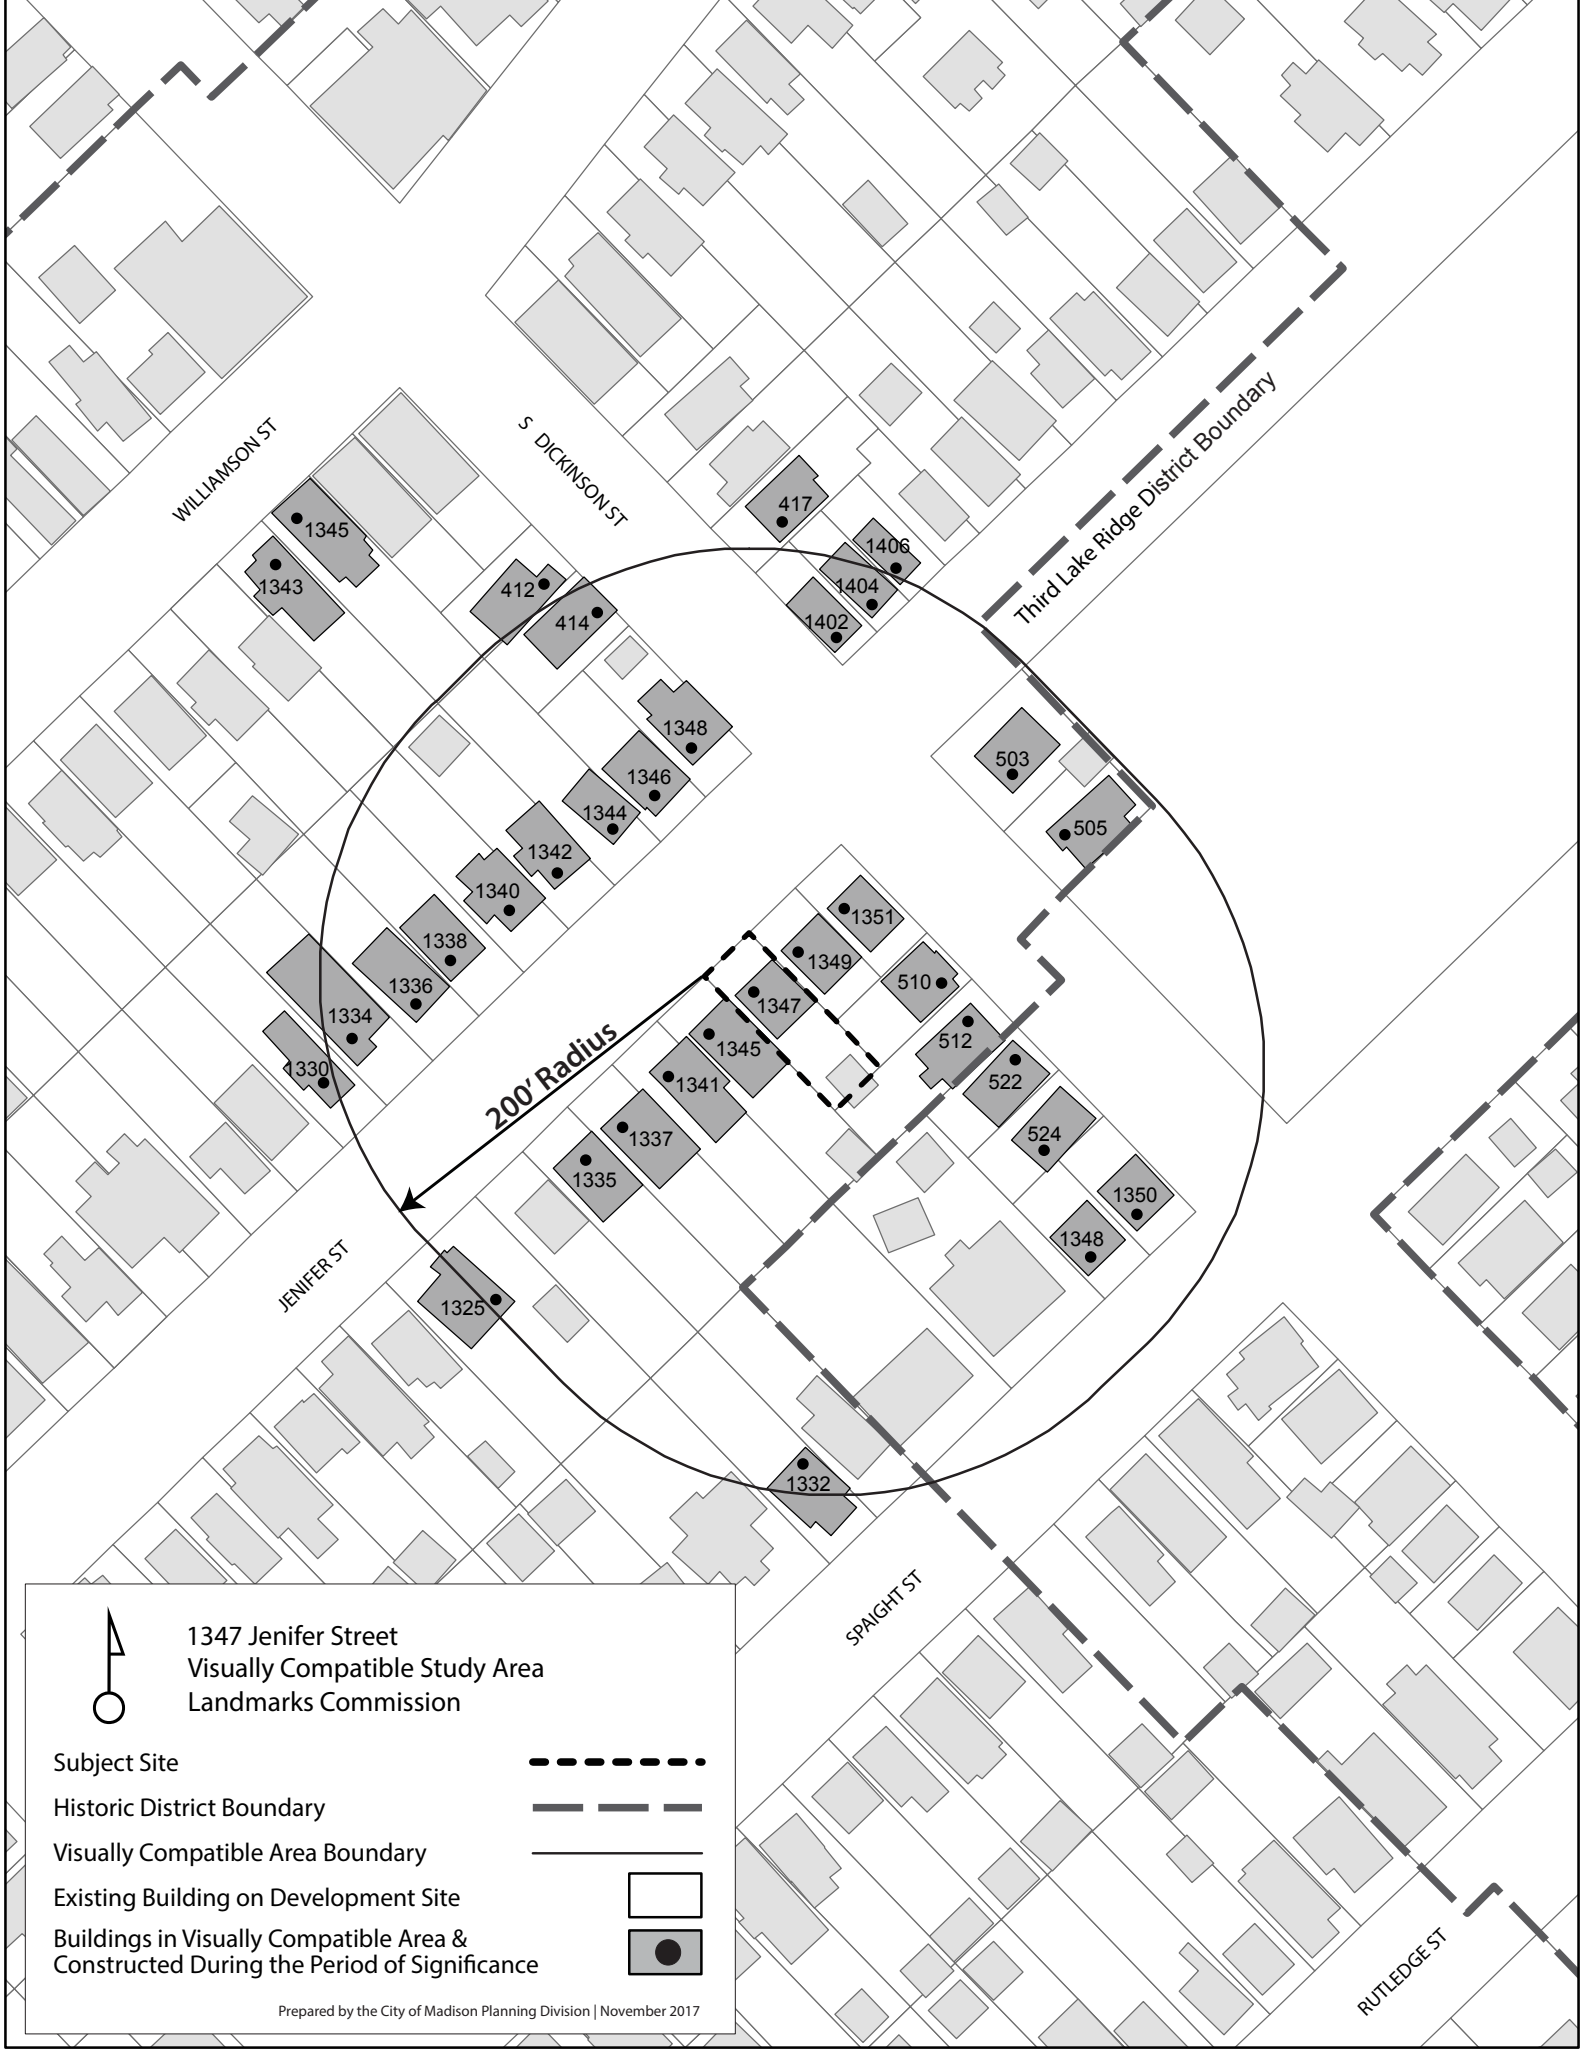 WILLIAMSON ST
S DICKINSON ST
Third Lake Ridge District Boundary
417
1345
1406
1343
412
1404
414
1402
1348
503
1346
1344
505
1342
1340
1351
1338
1349
510
1336
1347
1334
1345
512
1330
200' Radius
1341
522
1337
524
1335
1350
1348
JENIFER ST
1325
1332
SPAIGHT ST
1347 Jenifer Street
Visually Compatible Study Area
Landmarks Commission
Subject Site
Historic District Boundary
Visually Compatible Area Boundary
Existing Building on Development Site
Buildings in Visually Compatible Area &
Constructed During the Period of Significance
Prepared by the City of Madison Planning Division | November 2017
RUTLEDGE ST